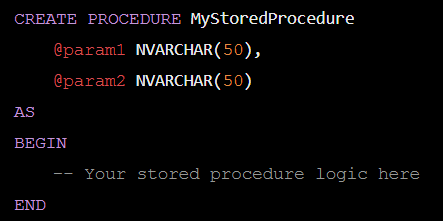 CREATE PROCEDURE MyStoredProcedure
    @param1 NVARCHAR(50),
    @param2 NVARCHAR(50)
AS
BEGIN
    -- Your stored procedure logic here
END